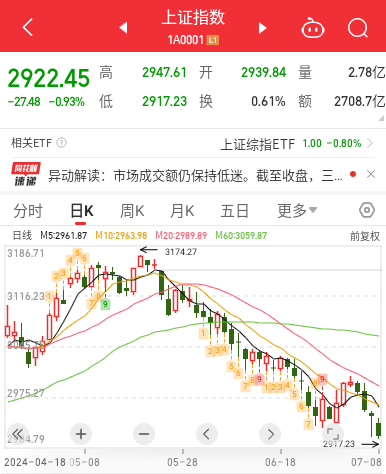 上证指数
1A0001 L1
2922.45 高 2947.61 开 2939.84 量 2.78亿
-27.48 -0.93% 低 2917.23 换 0.61% 额 2708.7亿
相关ETF ? 上证综指ETF 1.00 -0.80%
同花顺 速递 异动解读：市场成交额仍保持低迷。截至收盘，三...
分时 日K 周K 月K 五日 更多
日线 M5:2961.87 M10:2963.98 M20:2989.89 M60:3059.87 前复权
3186.71
3174.27
3116.23
2975.27
2917.23
2024-04-18 05-08 05-28 06-18 07-08